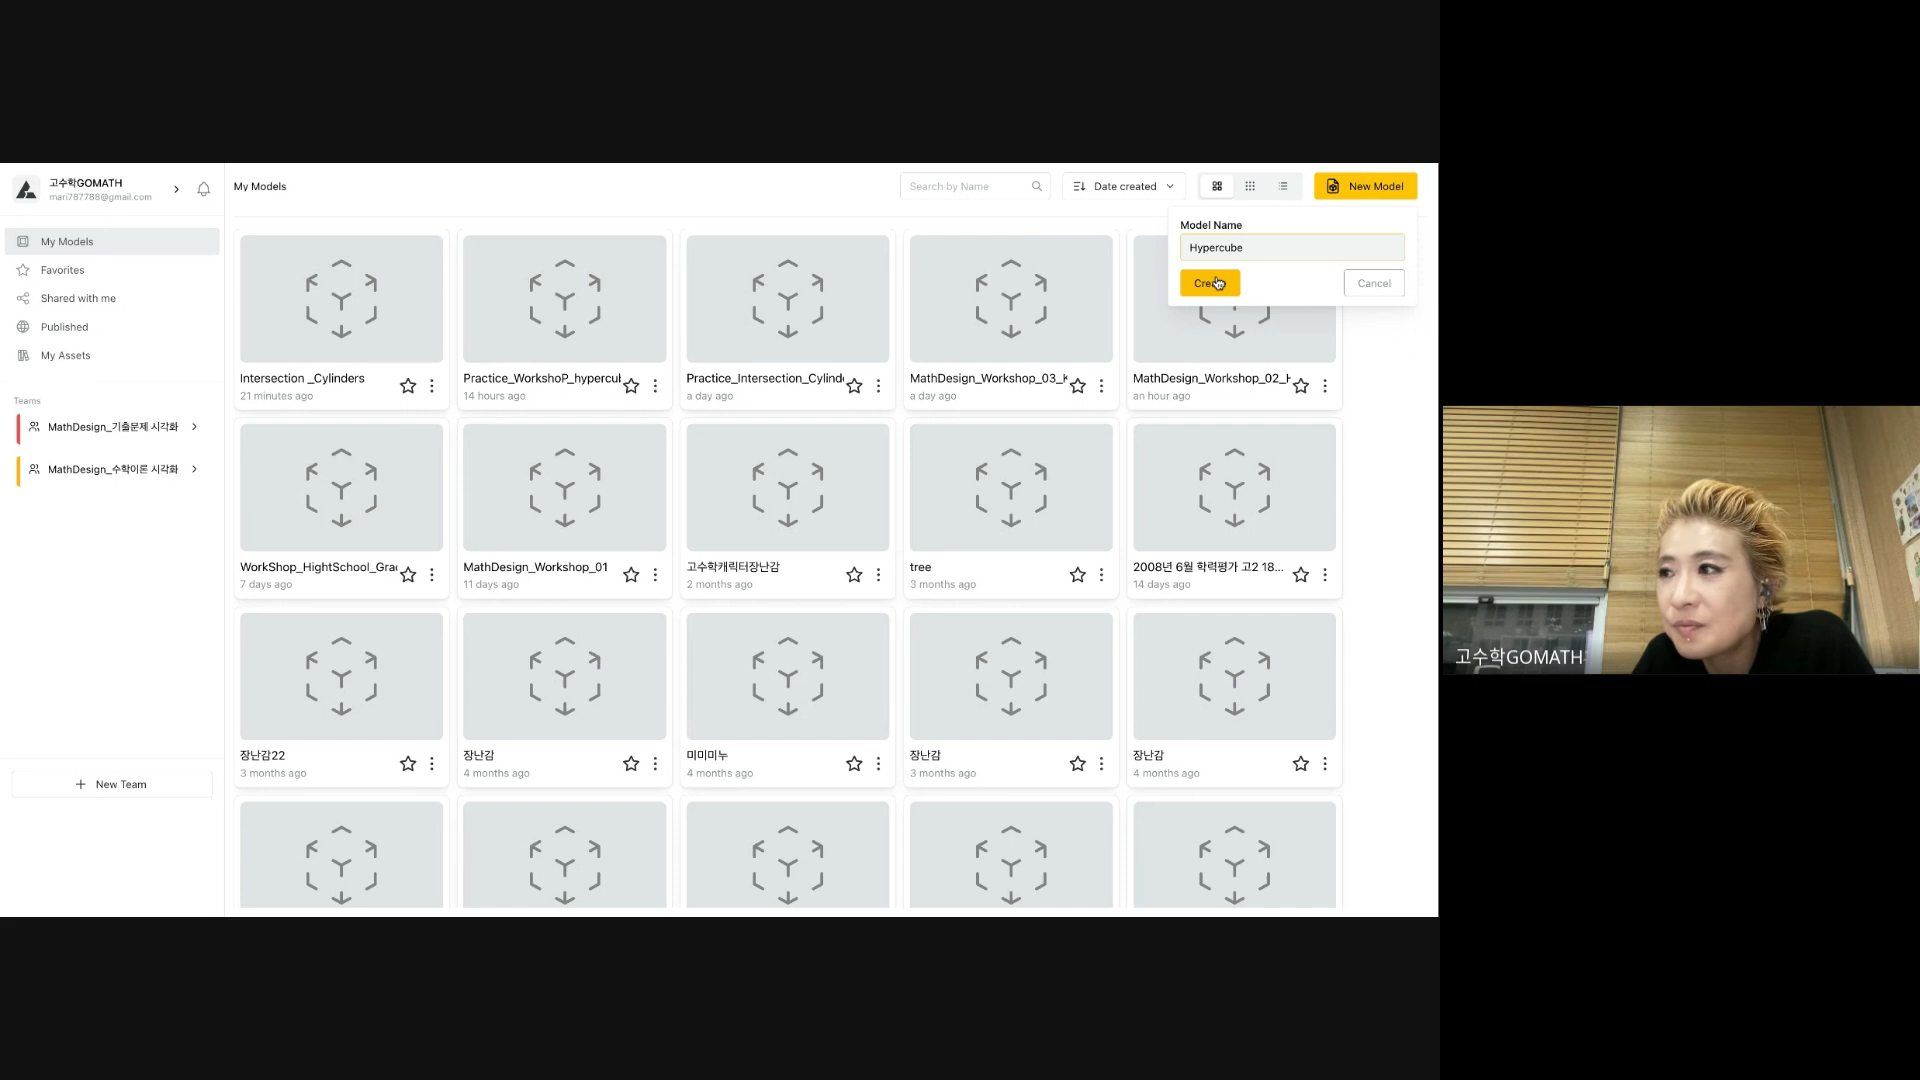 고수학GOMATH
mari787788@gmail.com
My Models
Favorites
Shared with me
Published
My Assets
Teams
MathDesign_기출문제 시각화
MathDesign_수학이론 시각화
New Team
My Models
Search by Name
Date created
New Model
Model Name
Hypercube
Cancel
Intersection _Cylinders
21 minutes ago
14 hours ago
a day ago
a day ago
an hour ago
7 days ago
MathDesign_Workshop_01
11 days ago
고수학캐릭터장난감
2 months ago
tree
3 months ago
2008년 6월 학력평가 고2 18...
14 days ago
장난감22
3 months ago
장난감
4 months ago
미미미누
4 months ago
장난감
3 months ago
장난감
4 months ago
고수학GOMATH